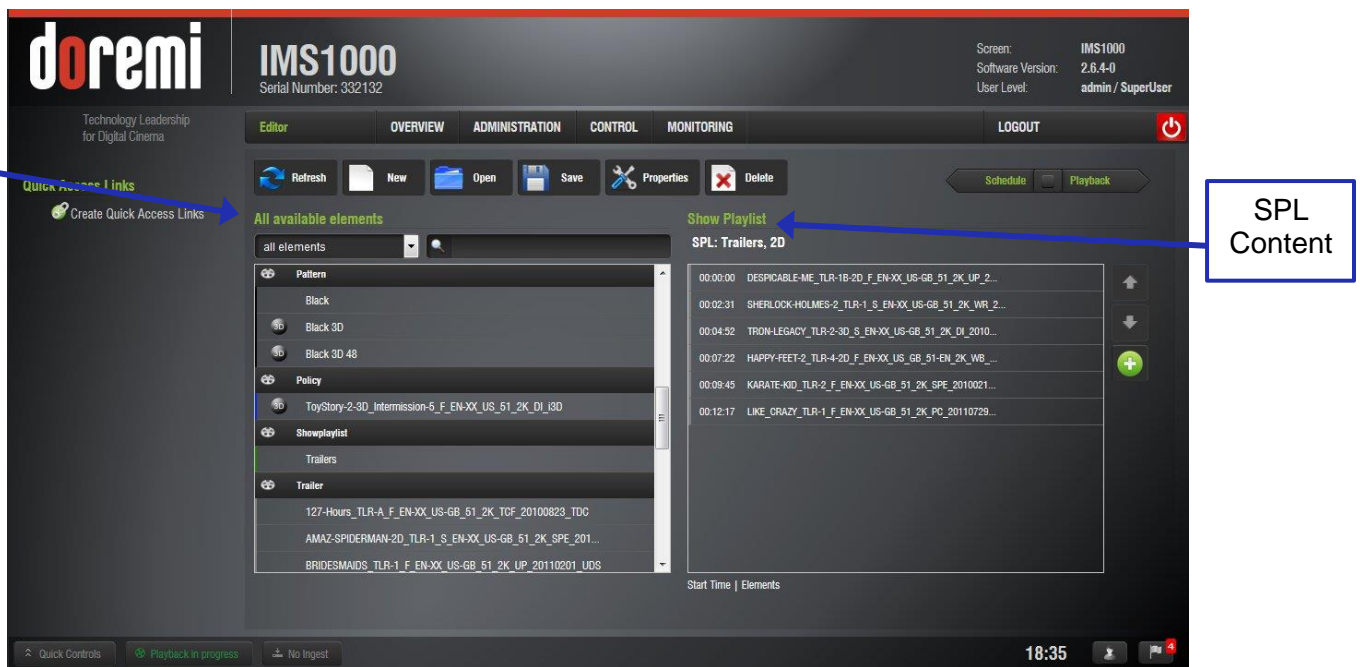 doremi
Technology Leadership
for Digital Cinema
IMS1000
Serial Number: 332132
Screen: IMS1000
Software Version: 2.6.4-0
User Level: admin / SuperUser
Editor OVERVIEW ADMINISTRATION CONTROL MONITORING LOGOUT
Quick Access Links
Create Quick Access Links
Refresh New Open Save Properties Delete
Schedule Playback
All available elements
all elements
Pattern
Black
3D Black 3D
3D Black 3D 48
Policy
3D ToyStory-2-3D_Intermission-5_F_EN-XX_US_51_2K_DI_i3D
Showplaylist
Trailers
Trailer
127-Hours_TLR-A_F_EN-XX_US-GB_51_2K_TCF_20100823_TDC
AMAZ-SPIDERMAN-2D_TLR-1_S_EN-XX_US-GB_51_2K_SPE_201...
BRIDESMAIDS_TLR-1_F_EN-XX_US-GB_51_2K_UP_20110201_UDS
Show Playlist
SPL: Trailers, 2D
00:00:00 DESPICABLE-ME_TLR-1B-2D_F_EN-XX_US-GB_51_2K_UP_2...
00:02:31 SHERLOCK-HOLMES-2_TLR-1_S_EN-XX_US-GB_51_2K_WR_2...
00:04:52 TRON-LEGACY_TLR-2-3D_S_EN-XX_US-GB_51_2K_DI_2010...
00:07:22 HAPPY-FEET-2_TLR-4-2D_F_EN-XX_US_GB_51-EN_2K_WB_...
00:09:45 KARATE-KID_TLR-2_F_EN-XX_US-GB_51_2K_SPE_2010021...
00:12:17 LIKE_CRAZY_TLR-1_F_EN-XX_US-GB_51_2K_PC_20110729...
Start Time | Elements
SPL
Content
Quick Controls Playback in progress No Ingest 18:35 4